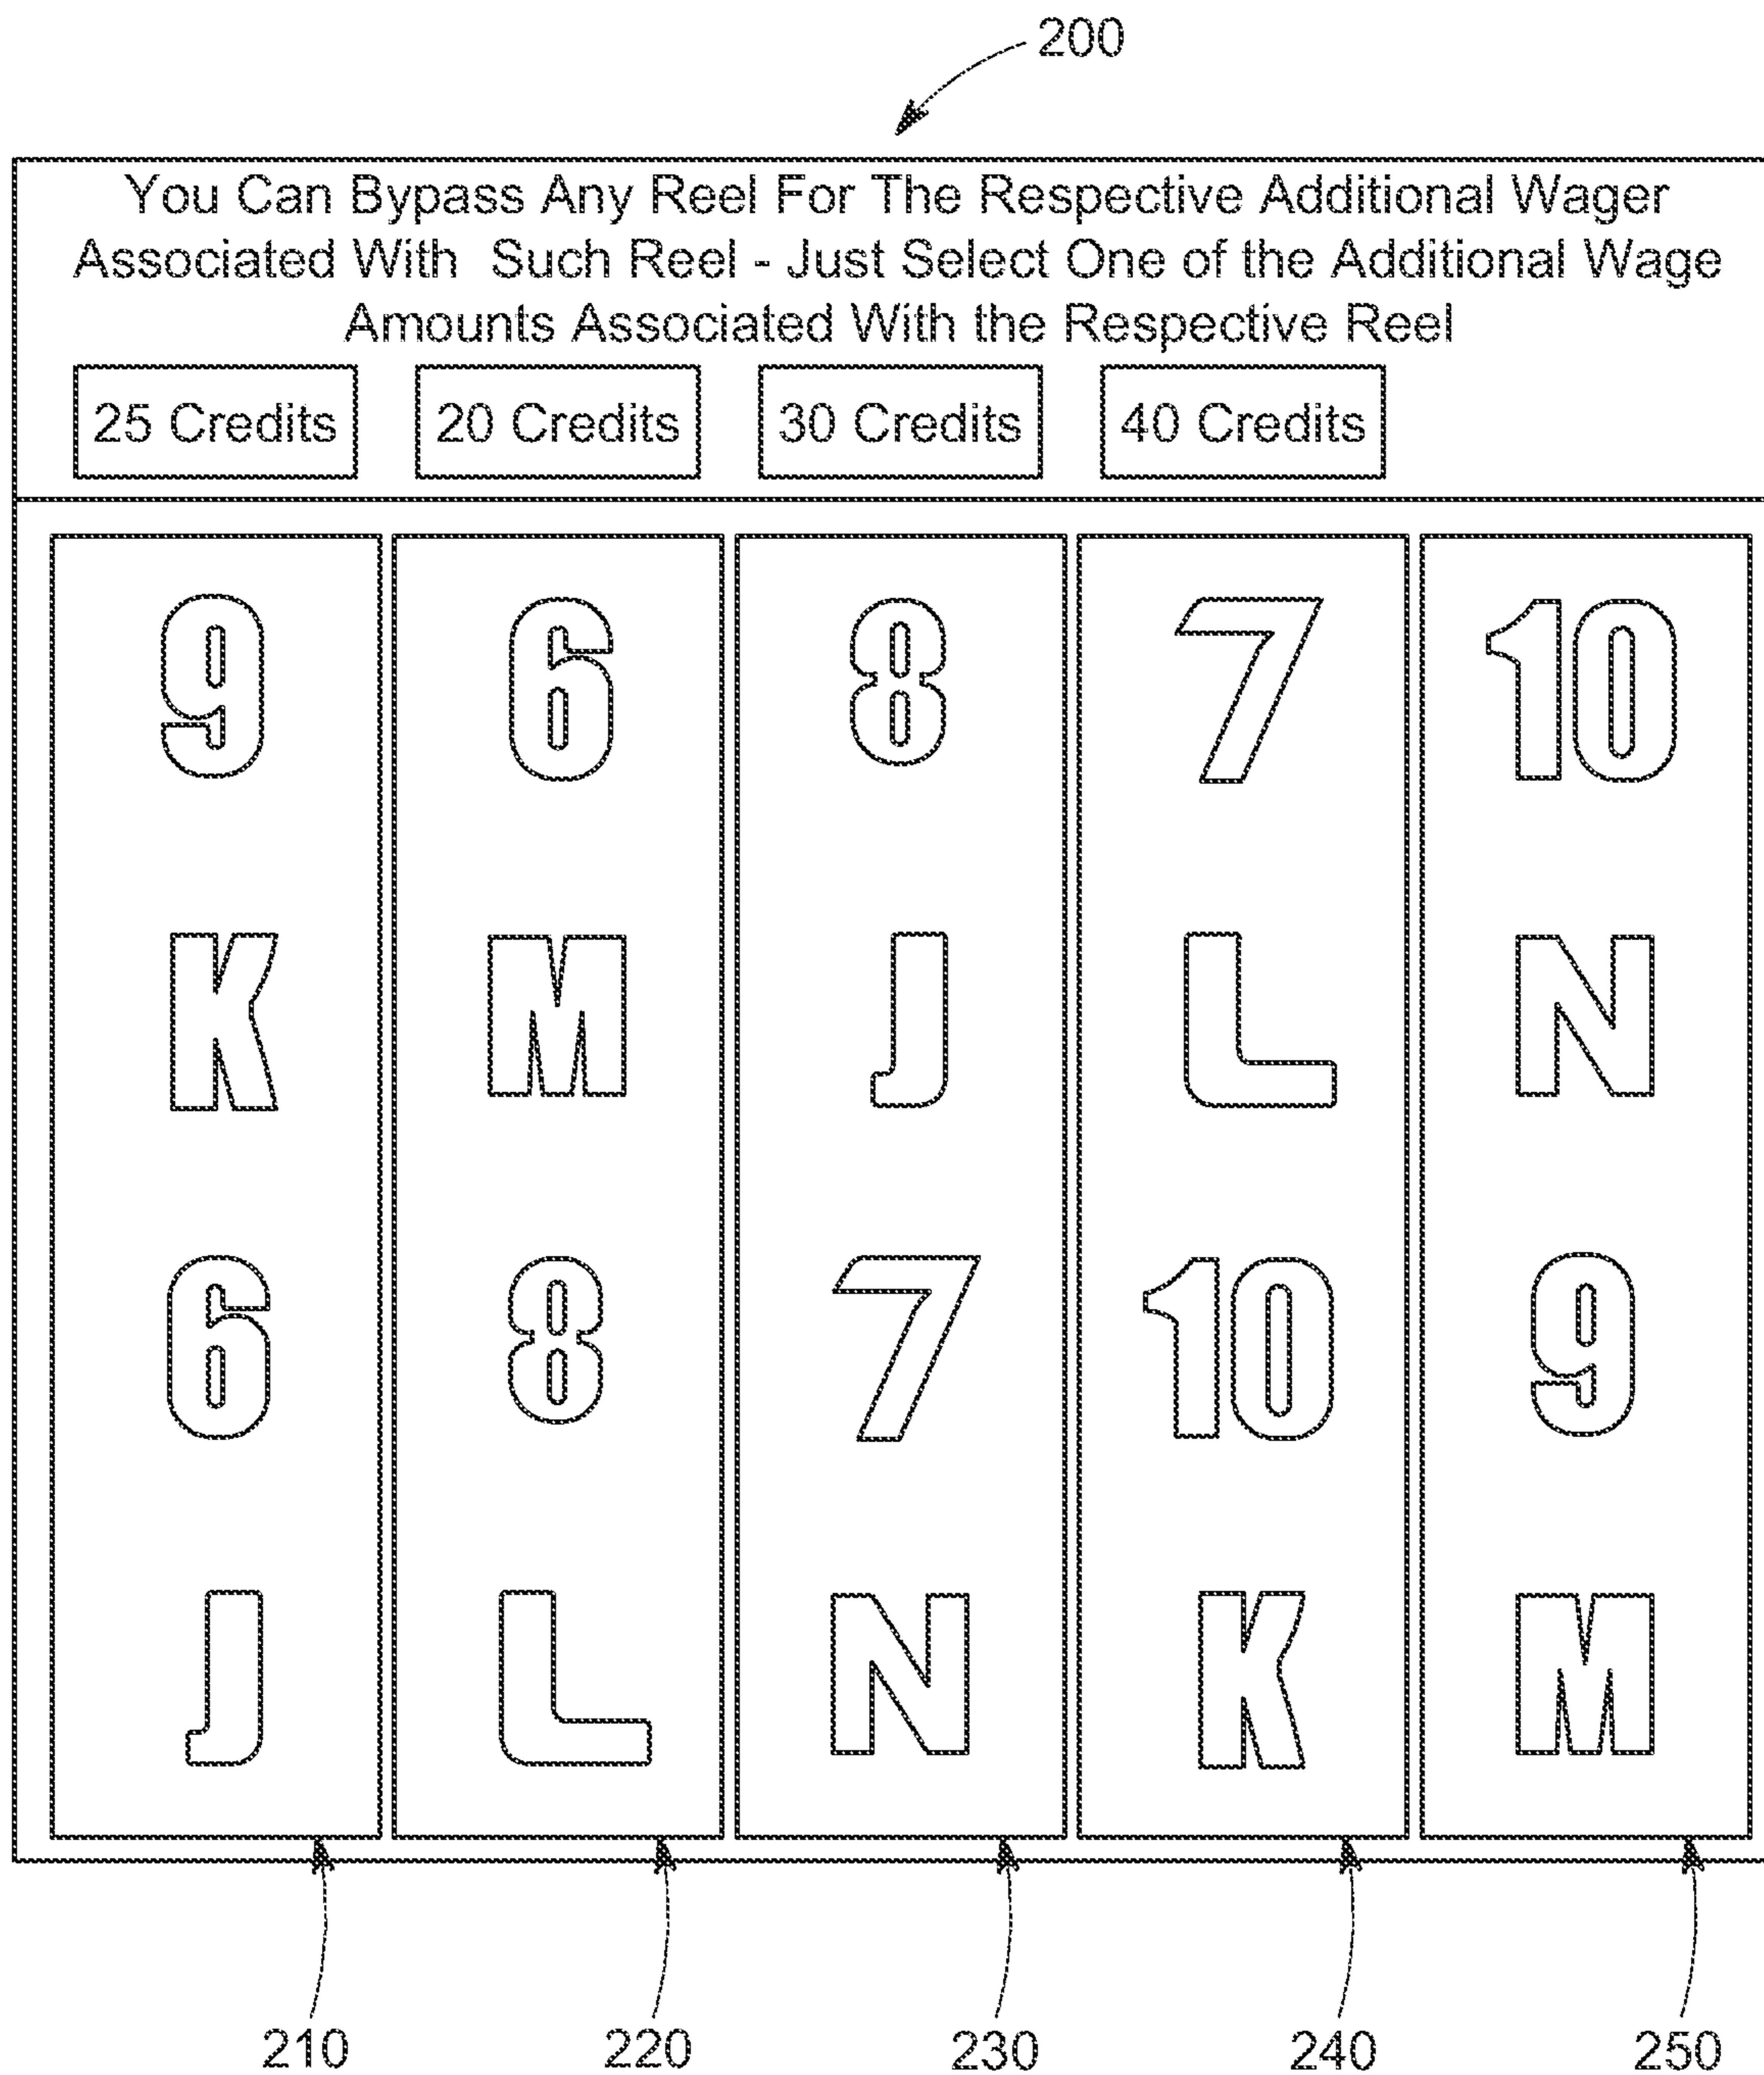 200
You Can Bypass Any Reel For The Respective Additional Wager
Associated With Such Reel - Just Select One of the Additional Wage
Amounts Associated With the Respective Reel
25 Credits 20 Credits 30 Credits 40 Credits
9 6 8 7 10
K M J L N
6 8 7 10 9
J L N K M
210 220 230 240 250